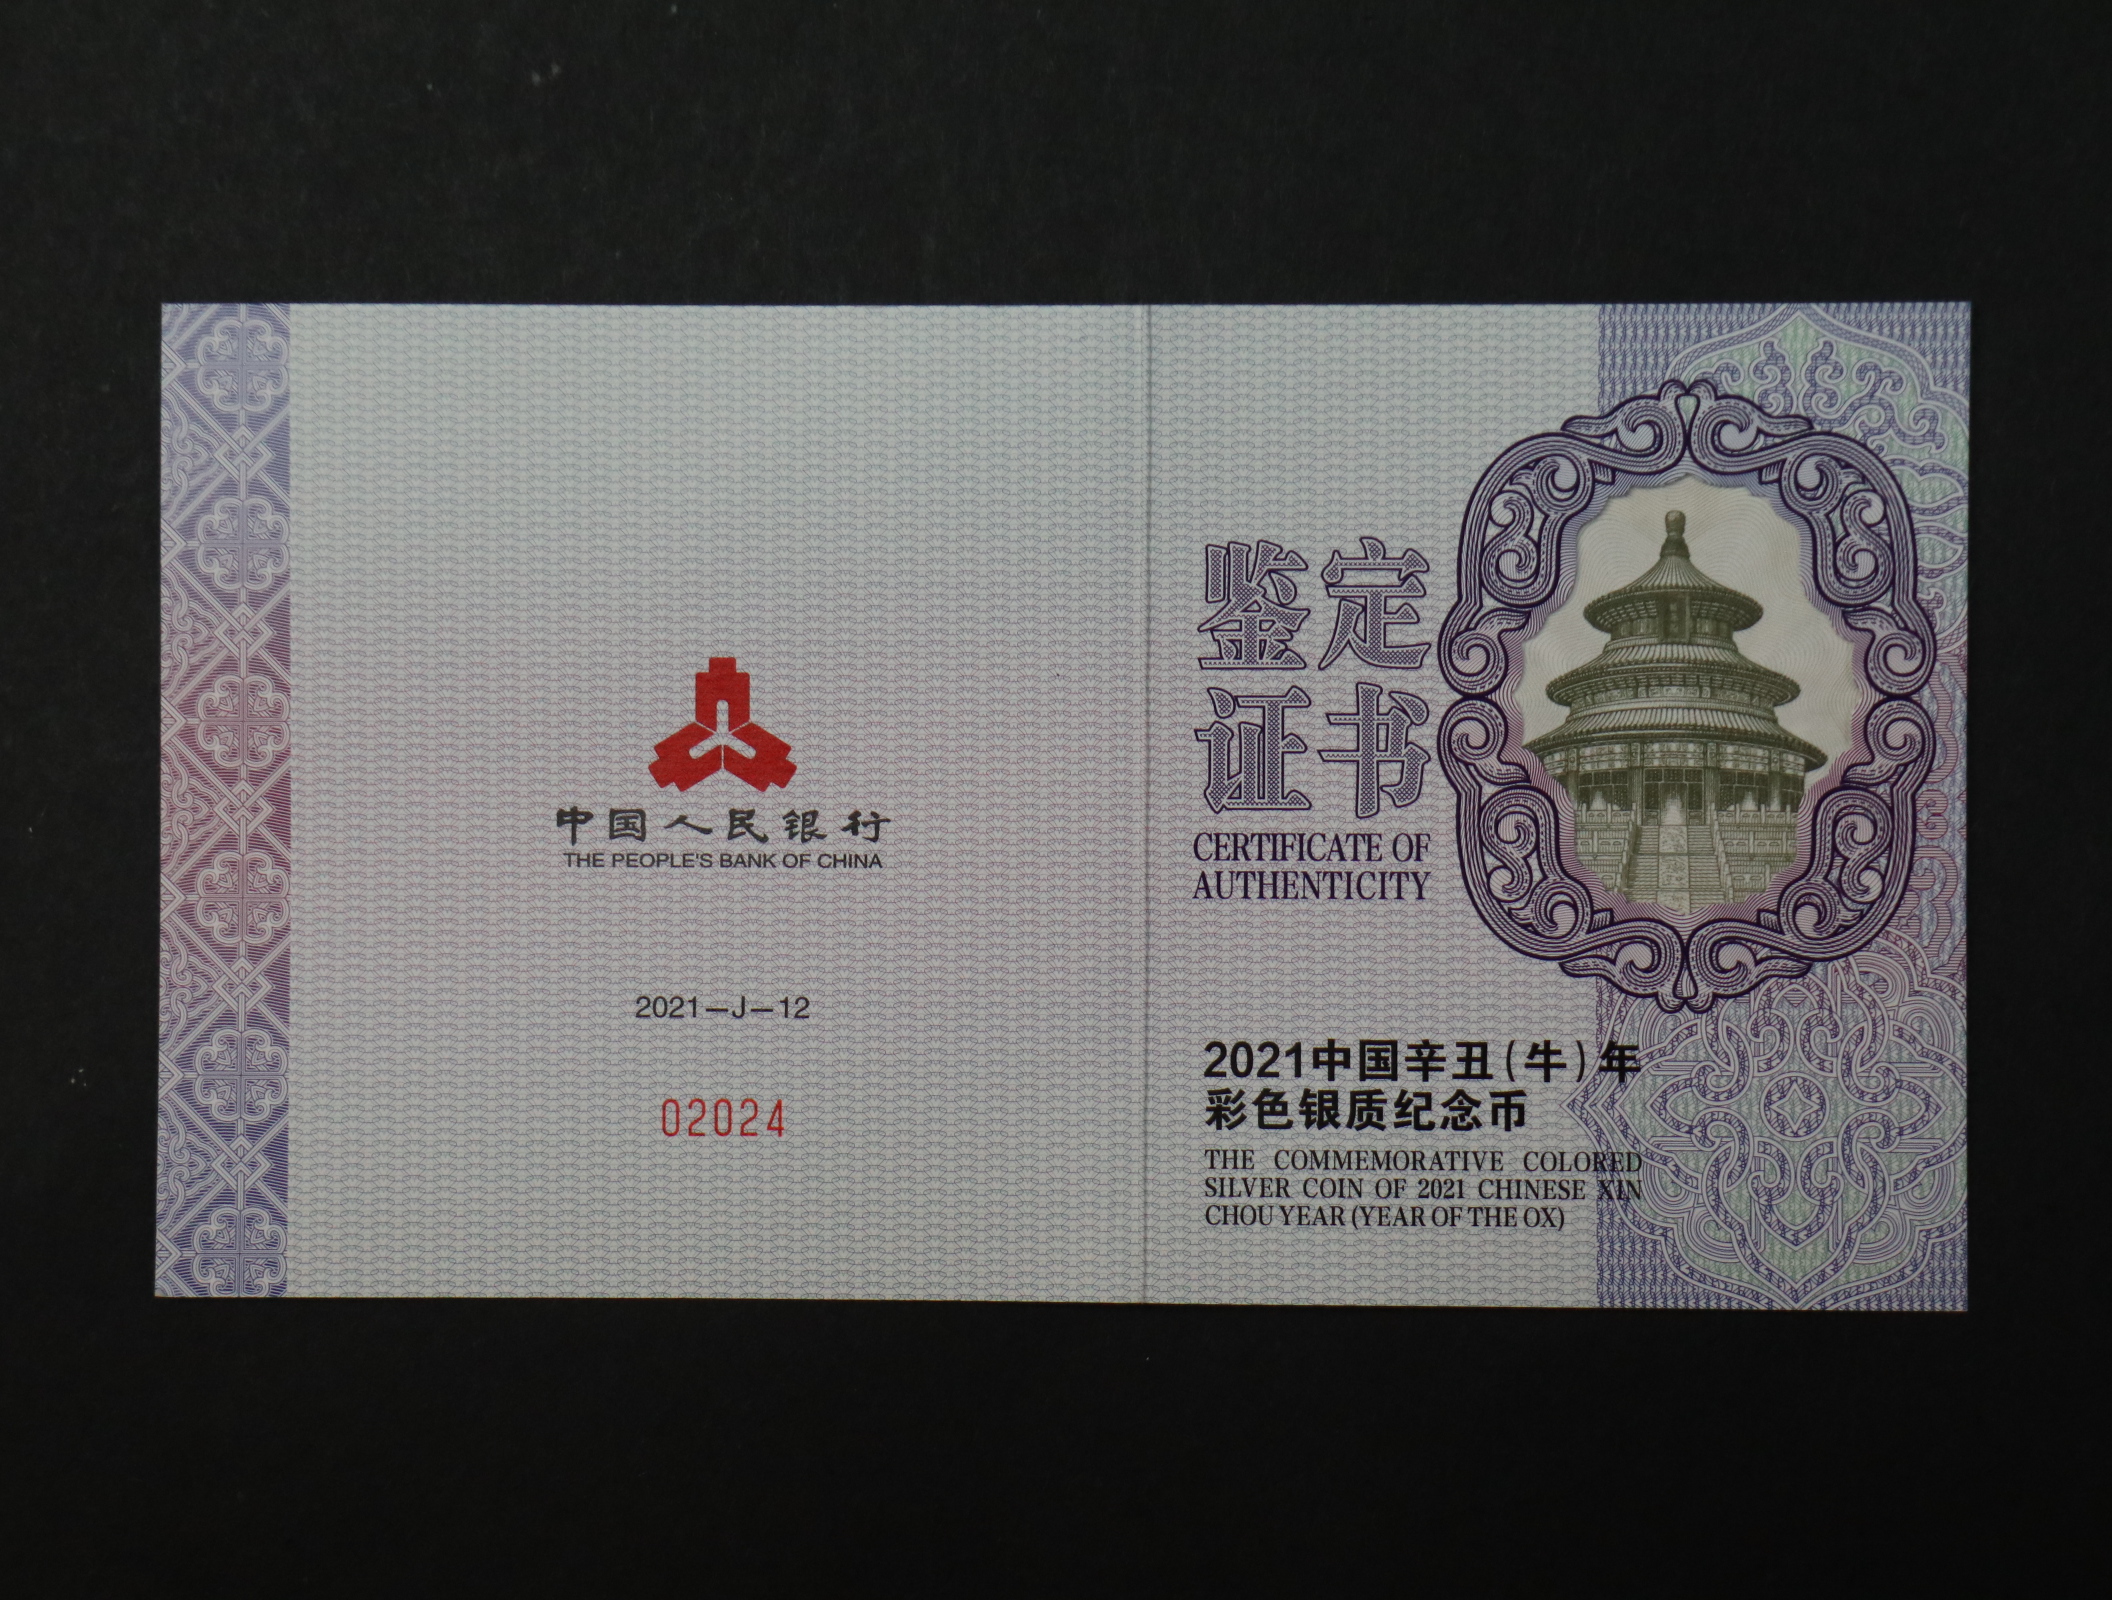 中国人民银行
THE PEOPLE'S BANK OF CHINA
2021—J—12
02024
鉴定
证书
CERTIFICATE OF
AUTHENTICITY
2021中国辛丑(牛)年
彩色银质纪念币
THE COMMEMORATIVE COLORED
SILVER COIN OF 2021 CHINESE XIN
CHOU YEAR (YEAR OF THE OX)